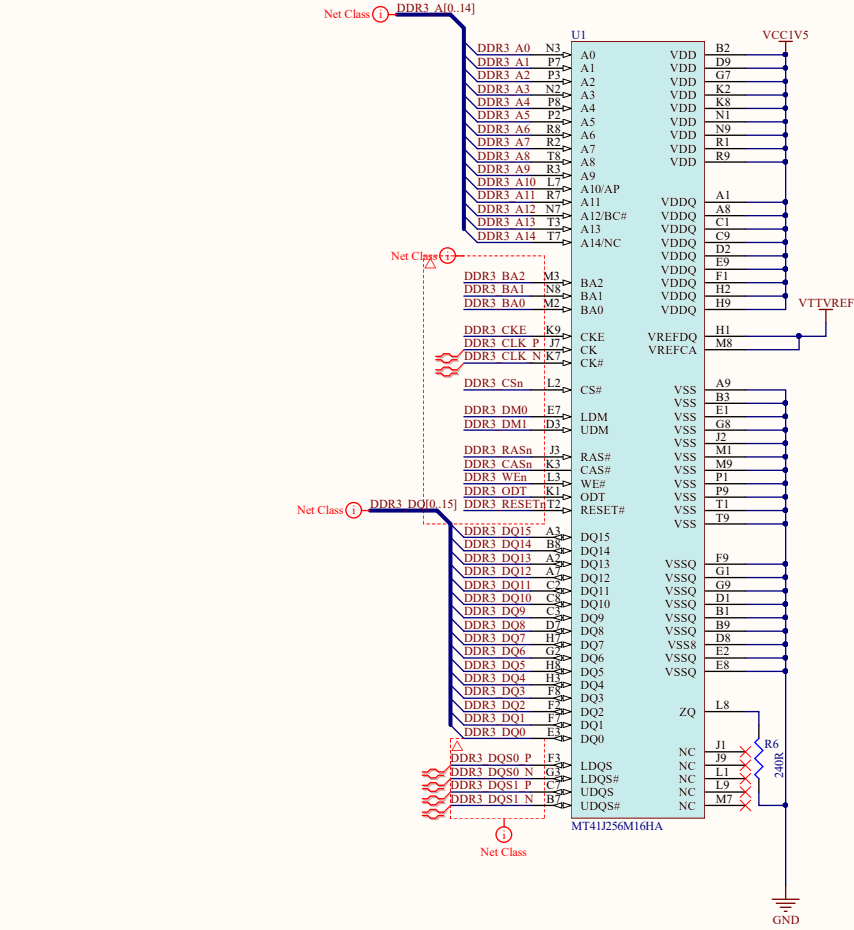 Net Class DDR3_A[0..14]
U1 VCC1V5
DDR3_A0 N3 A0 VDD B2
DDR3_A1 P7 A1 VDD D9
DDR3_A2 P3 A2 VDD G7
DDR3_A3 N2 A3 VDD K2
DDR3_A4 P8 A4 VDD K8
DDR3_A5 P2 A5 VDD N1
DDR3_A6 R8 A6 VDD N9
DDR3_A7 R2 A7 VDD R1
DDR3_A8 T8 A8 VDD R9
DDR3_A9 R3 A9
DDR3_A10 L7 A10/AP
DDR3_A11 R7 A11 VDDQ A1
DDR3_A12 N7 A12/BC# VDDQ A8
DDR3_A13 T3 A13 VDDQ C1
DDR3_A14 T7 A14/NC VDDQ C9
Net Class VDDQ D2
VDDQ E9
DDR3_BA2 M3 BA2 VDDQ F1
DDR3_BA1 N8 BA1 VDDQ H2
DDR3_BA0 M2 BA0 VDDQ H9
VTTVREF
DDR3_CKE K9 CKE VREFDQ H1
DDR3_CLK_P J7 CK VREFCA M8
DDR3_CLK_N K7 CK#
DDR3_CSn L2 CS# VSS A9
VSS B3
DDR3_DM0 E7 LDM VSS E1
DDR3_DM1 D3 UDM VSS G8
VSS J2
DDR3_RASn J3 RAS# VSS M1
DDR3_CASn K3 CAS# VSS M9
DDR3_WEn L3 WE# VSS P1
DDR3_ODT K1 ODT VSS P9
Net Class DDR3_DQ[0..15] DDR3_RESETn T2 RESET# VSS T1
VSS T9
DDR3_DQ15 A3 DQ15
DDR3_DQ14 B8 DQ14
DDR3_DQ13 A2 DQ13 VSSQ F9
DDR3_DQ12 A7 DQ12 VSSQ G1
DDR3_DQ11 C2 DQ11 VSSQ G9
DDR3_DQ10 C8 DQ10 VSSQ D1
DDR3_DQ9 C3 DQ9 VSSQ B1
DDR3_DQ8 D7 DQ8 VSSQ B9
DDR3_DQ7 H7 DQ7 VSS8 D8
DDR3_DQ6 G2 DQ6 VSSQ E2
DDR3_DQ5 H8 DQ5 VSSQ E8
DDR3_DQ4 H3 DQ4
DDR3_DQ3 F8 DQ3
DDR3_DQ2 F2 DQ2 ZQ L8
DDR3_DQ1 F7 DQ1
DDR3_DQ0 E3 DQ0
NC J1 R6
DDR3_DQS0_P F3 LDQS NC J9 240R
DDR3_DQS0_N G3 LDQS# NC L1
DDR3_DQS1_P C7 UDQS NC L9
DDR3_DQS1_N B7 UDQS# NC M7
MT41J256M16HA
Net Class
GND